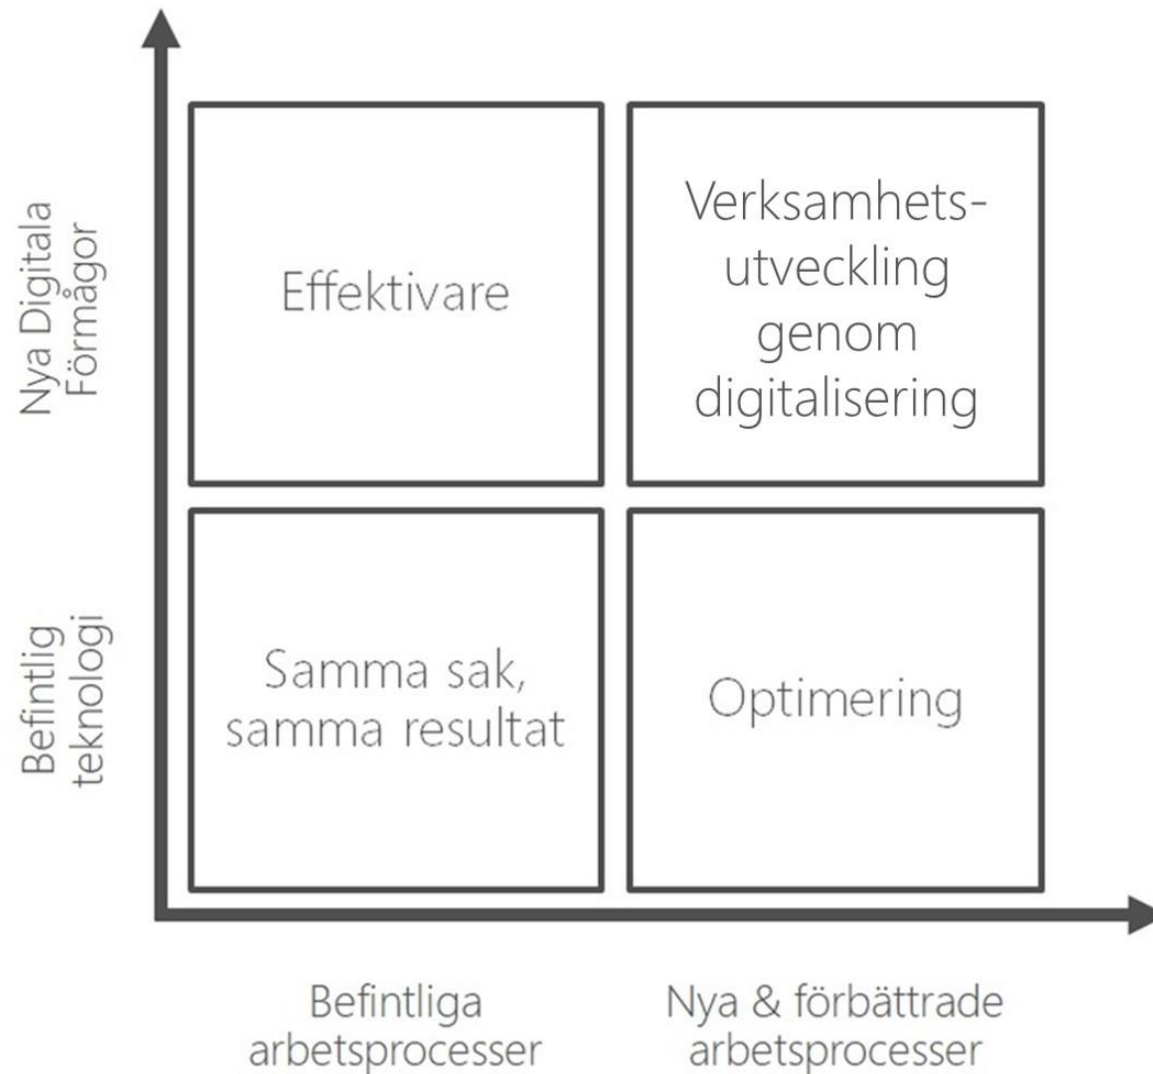 Nya Digitala
Förmågor
Effektivare
Verksamhets-
utveckling
genom
digitalisering
Befintlig
teknologi
Samma sak,
samma resultat
Optimering
Befintliga
arbetsprocesser
Nya & förbättrade
arbetsprocesser